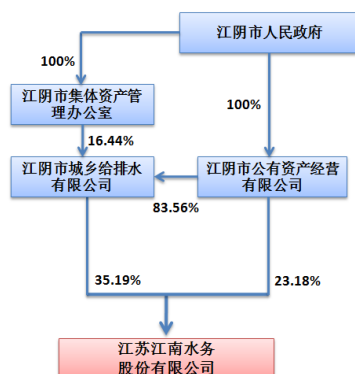 江阴市人民政府
100%
江阴市集体资产管
理办公室
100%
16.44%
江阴市城乡给排水
有限公司
江阴市公有资产经营
有限公司
83.56%
35.19%
23.18%
江苏江南水务
股份有限公司